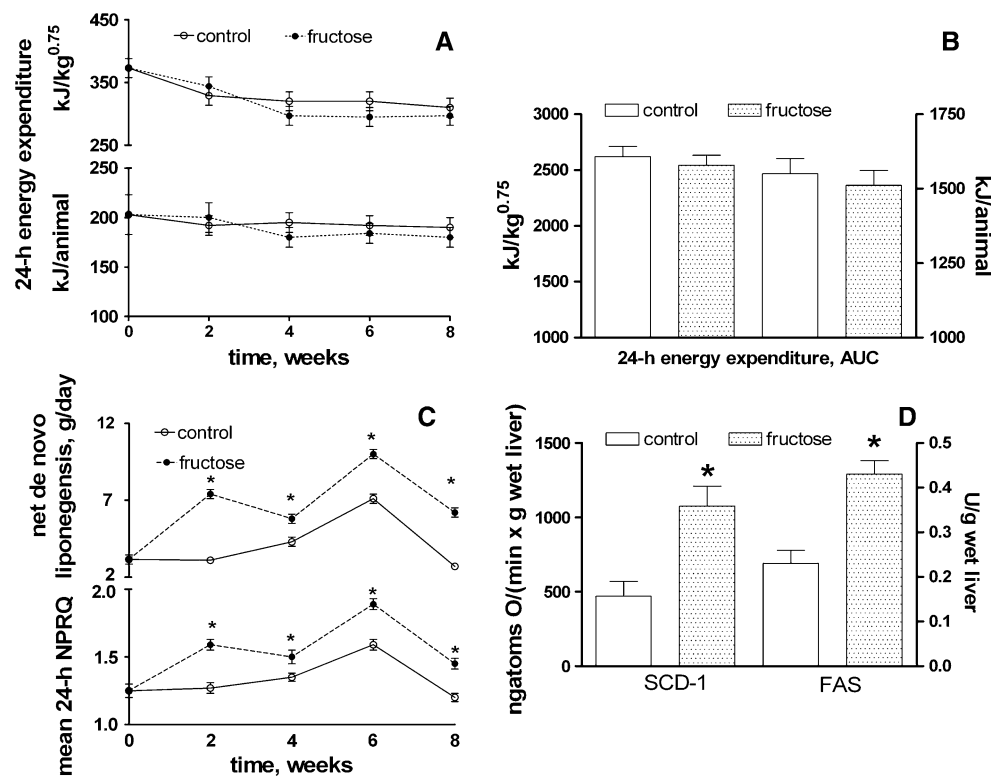 A
control
fructose
24-h energy expenditure
kJ/kg0.75
450
350
250
kJ/animal
250
200
150
100
0 2 4 6 8
time, weeks
B
control
fructose
kJ/kg0.75
3000
2500
2000
1500
1000
kJ/animal
1750
1500
1250
1000
24-h energy expenditure, AUC
C
control
fructose
net de novo
liponegensis, g/day
12
7
2
* * * *
mean 24-h NPRQ
2.0
1.5
1.0
* * * *
0 2 4 6 8
time, weeks
D
control
fructose
ngatoms O/(min x g wet liver)
1500
1000
500
0
* *
U/g wet liver
0.5
0.4
0.3
0.2
0.1
0.0
SCD-1 FAS